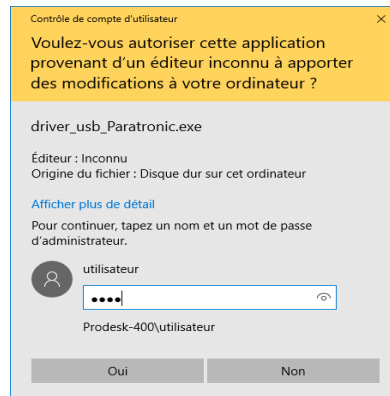 Contrôle de compte d'utilisateur
Voulez-vous autoriser cette application
provenant d'un éditeur inconnu à apporter
des modifications à votre ordinateur ?
driver_usb_Paratronic.exe
Éditeur : Inconnu
Origine du fichier : Disque dur sur cet ordinateur
Afficher plus de détail
Pour continuer, tapez un nom et un mot de passe
d'administrateur.
utilisateur
••••
Prodesk-400\utilisateur
Oui Non